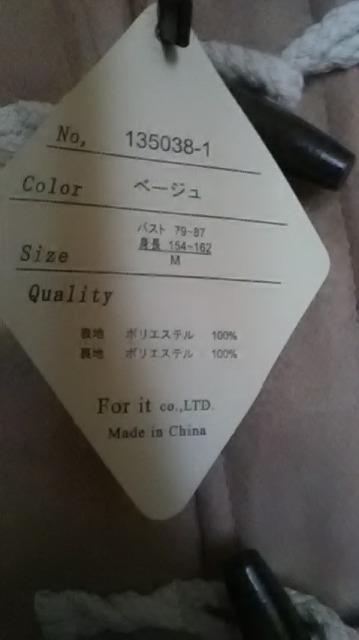 No, 135038-1
Color ベージュ
バスト 79-87
身長 154-162
Size M
Quality
表地 ポリエステル 100%
裏地 ポリエステル 100%
For it co.,LTD.
Made in China